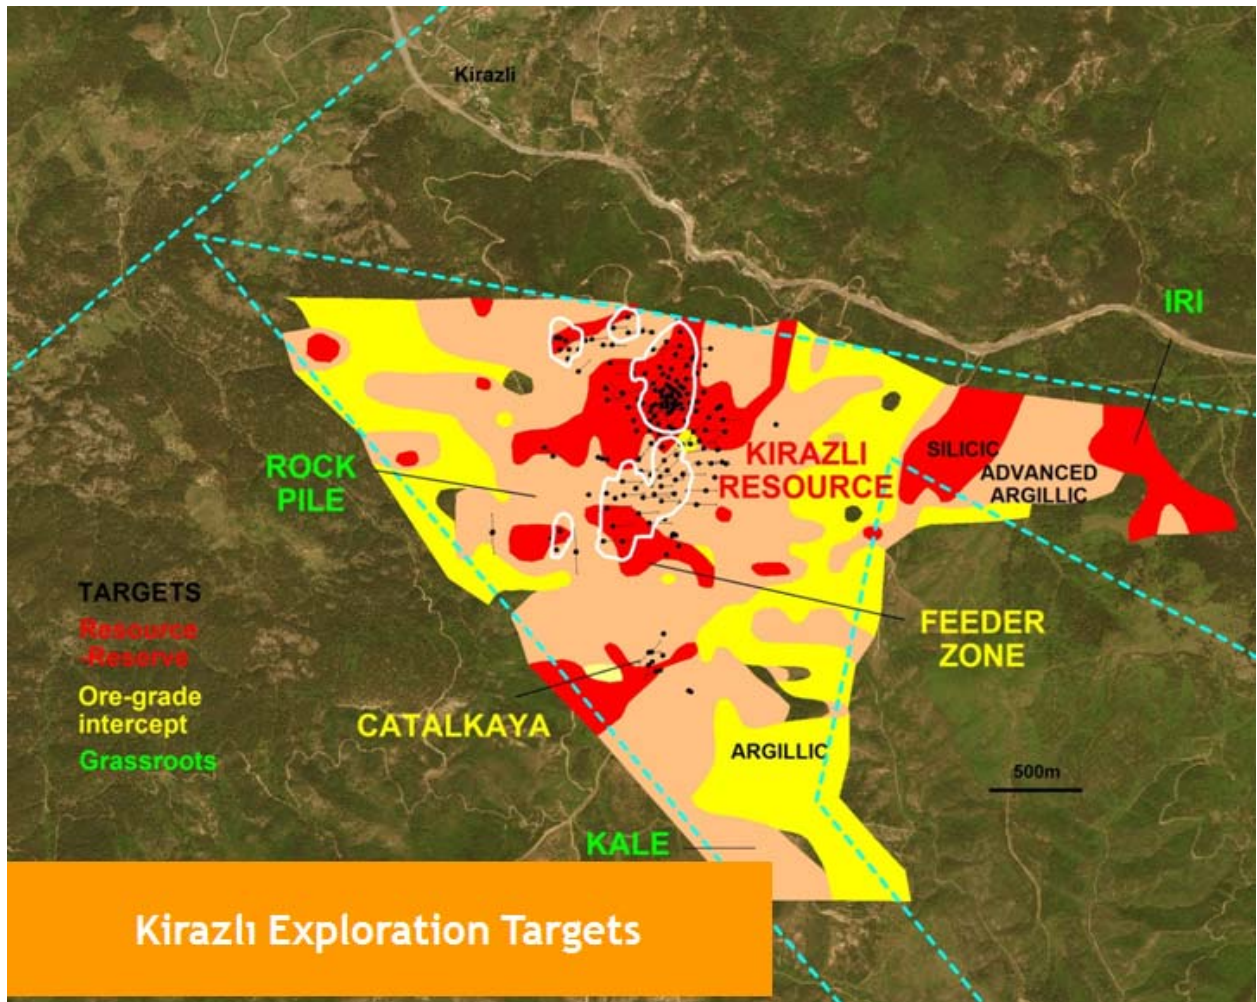 Kirazli
IRI
ROCK
PILE
KIRAZLI
RESOURCE
SILICIC
ADVANCED
ARGILLIC
TARGETS
Resource
-Reserve
Ore-grade
intercept
Grassroots
FEEDER
ZONE
CATALKAYA
ARGILLIC
500m
KALE
Kirazlı Exploration Targets